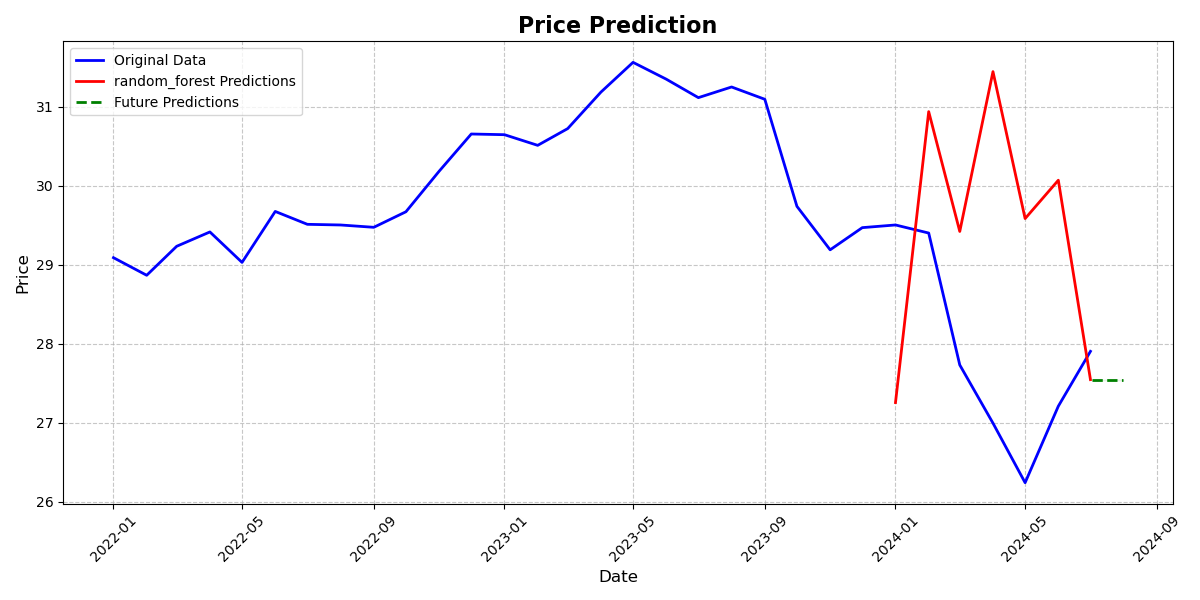 Price Prediction
Original Data
random_forest Predictions
Future Predictions
Price
31
30
29
28
27
26
2022-01
2022-05
2022-09
2023-01
2023-05
2023-09
2024-01
2024-05
2024-09
Date